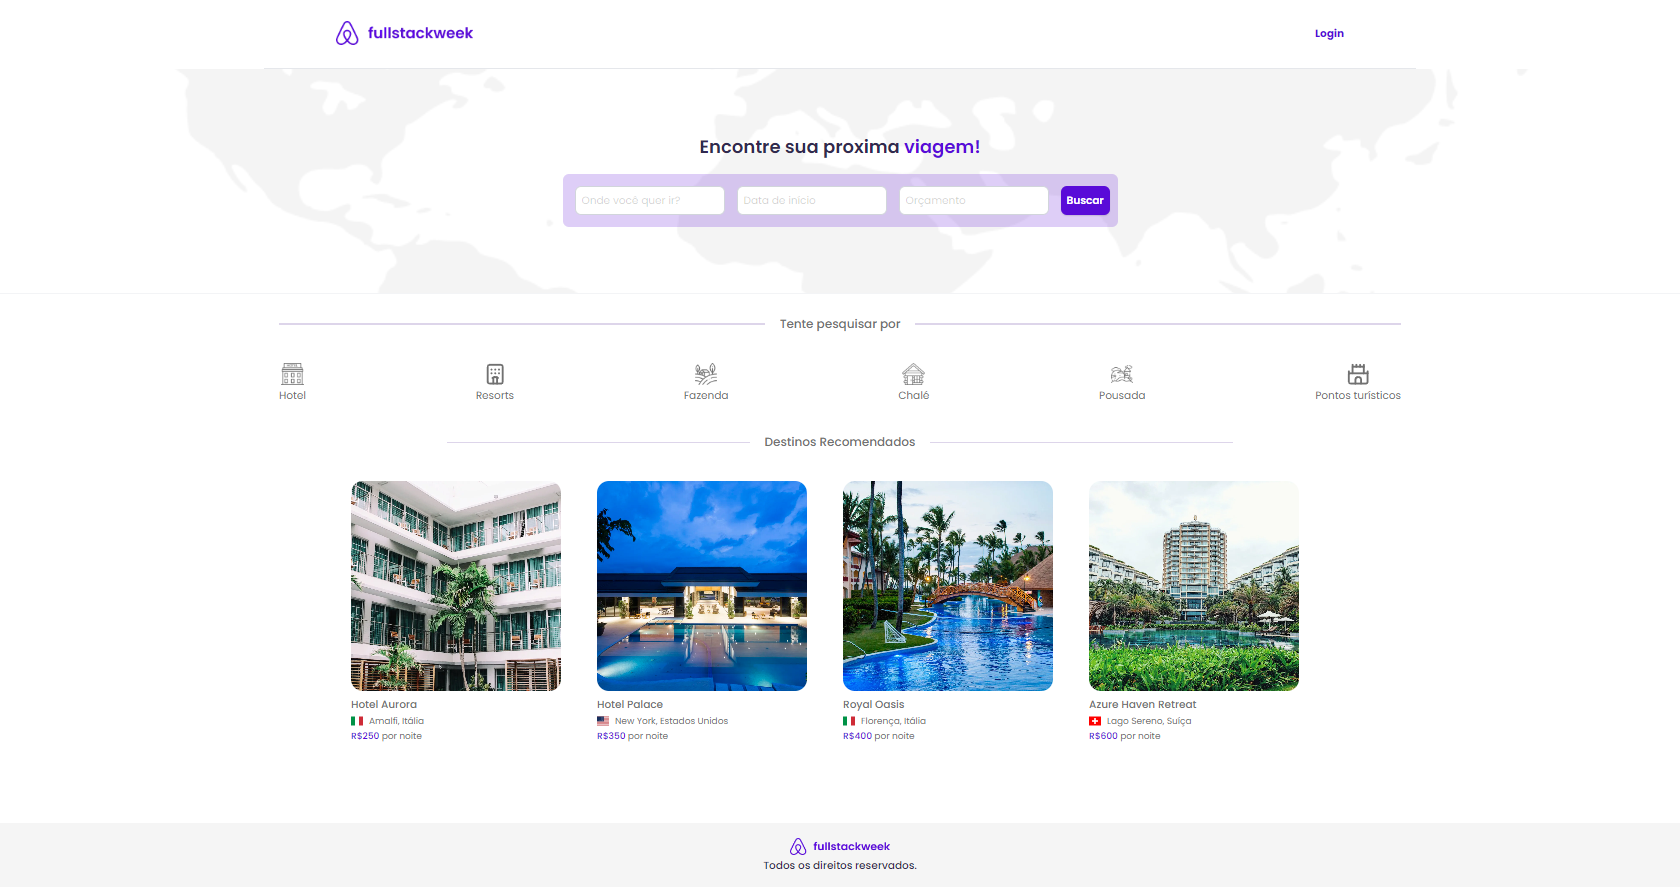 fullstackweek
Login
Encontre sua proxima viagem!
Onde você quer ir?
Data de inicio
Orçamento
Buscar
Tente pesquisar por
Hotel
Resorts
Fazenda
Chalé
Pousada
Pontos turísticos
Destinos Recomendados
Hotel Aurora
Amalfi, Itália
R$250 por noite
Hotel Palace
New York, Estados Unidos
R$350 por noite
Royal Oasis
Florença, Itália
R$400 por noite
Azure Haven Retreat
Lago Sereno, Suíça
R$600 por noite
fullstackweek
Todos os direitos reservados.